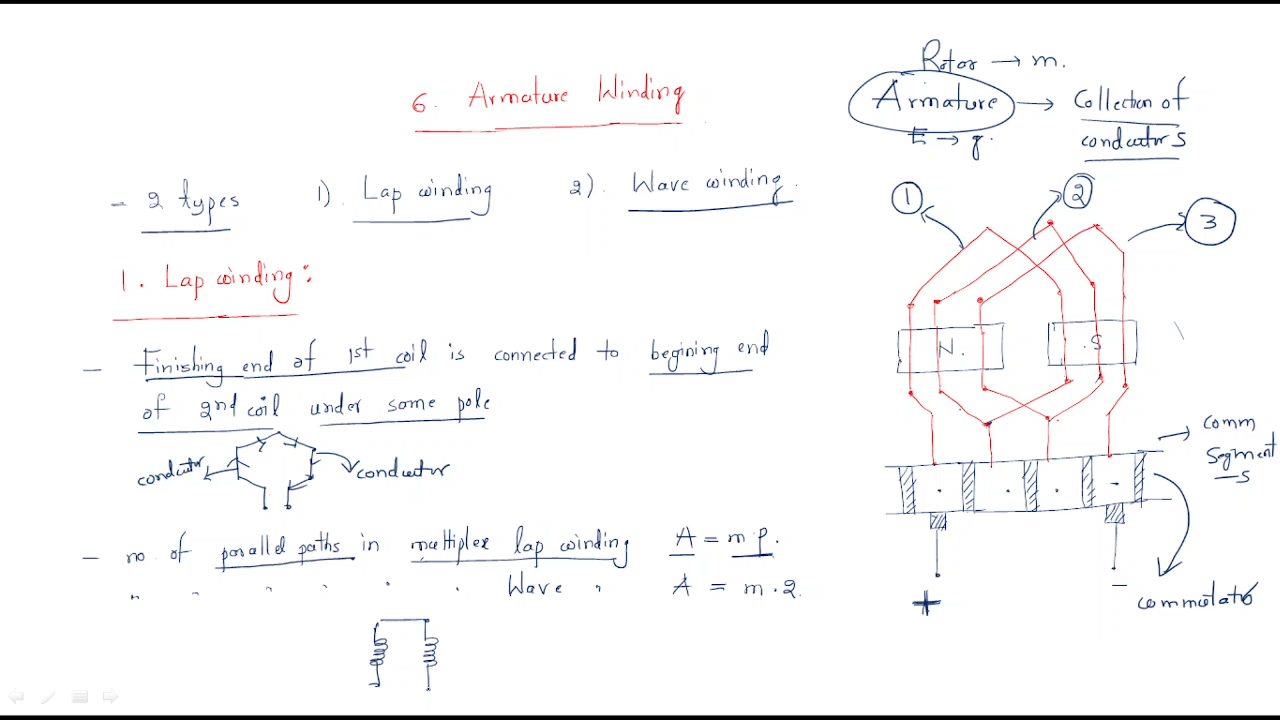 6. Armature Winding
- 2 types 1). Lap winding 2). Wave winding.
1. Lap winding:
- Finishing end of 1st coil is connected to begining end
of 2nd coil under some pole
conductor conductor
- no. of parallel paths in multiplex lap winding A = m.p.
" " " " " Wave " A = m.2.
Rotor → m.
Armature → Collection of
conductors
E → g.
1 2 3
N. .S
Comm
Segment
-s
+ -
commutator